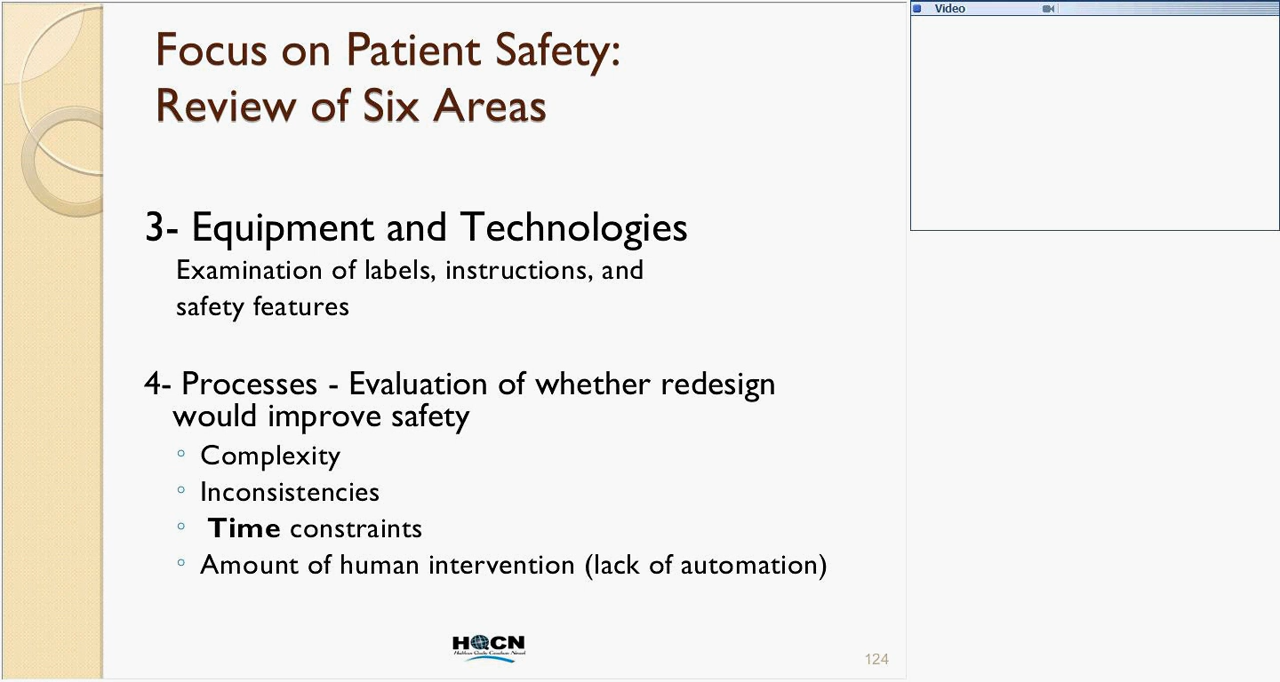 Focus on Patient Safety:
Review of Six Areas
3- Equipment and Technologies
Examination of labels, instructions, and
safety features
4- Processes - Evaluation of whether redesign
would improve safety
Complexity
Inconsistencies
Time constraints
Amount of human intervention (lack of automation)
HQCN
124
Video